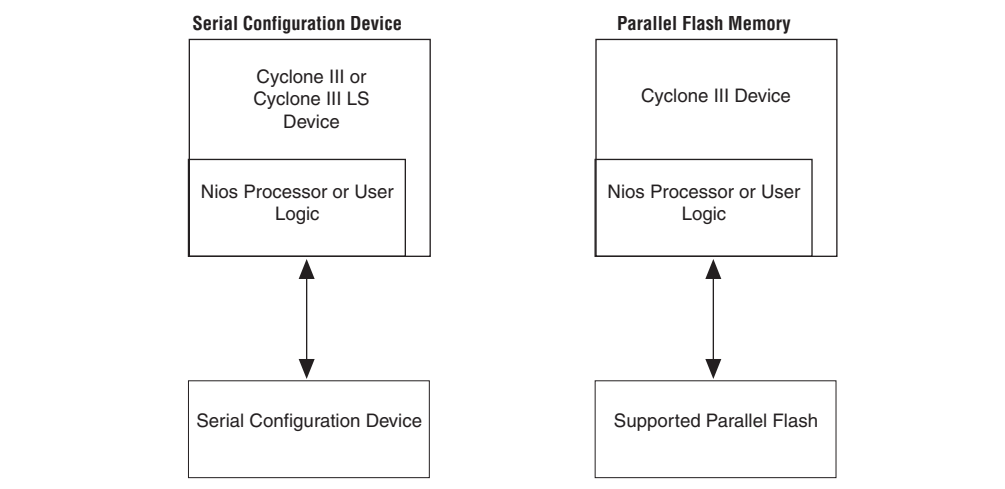 Serial Configuration Device
Cyclone III or
Cyclone III LS
Device
Nios Processor or User
Logic
Serial Configuration Device
Parallel Flash Memory
Cyclone III Device
Nios Processor or User
Logic
Supported Parallel Flash